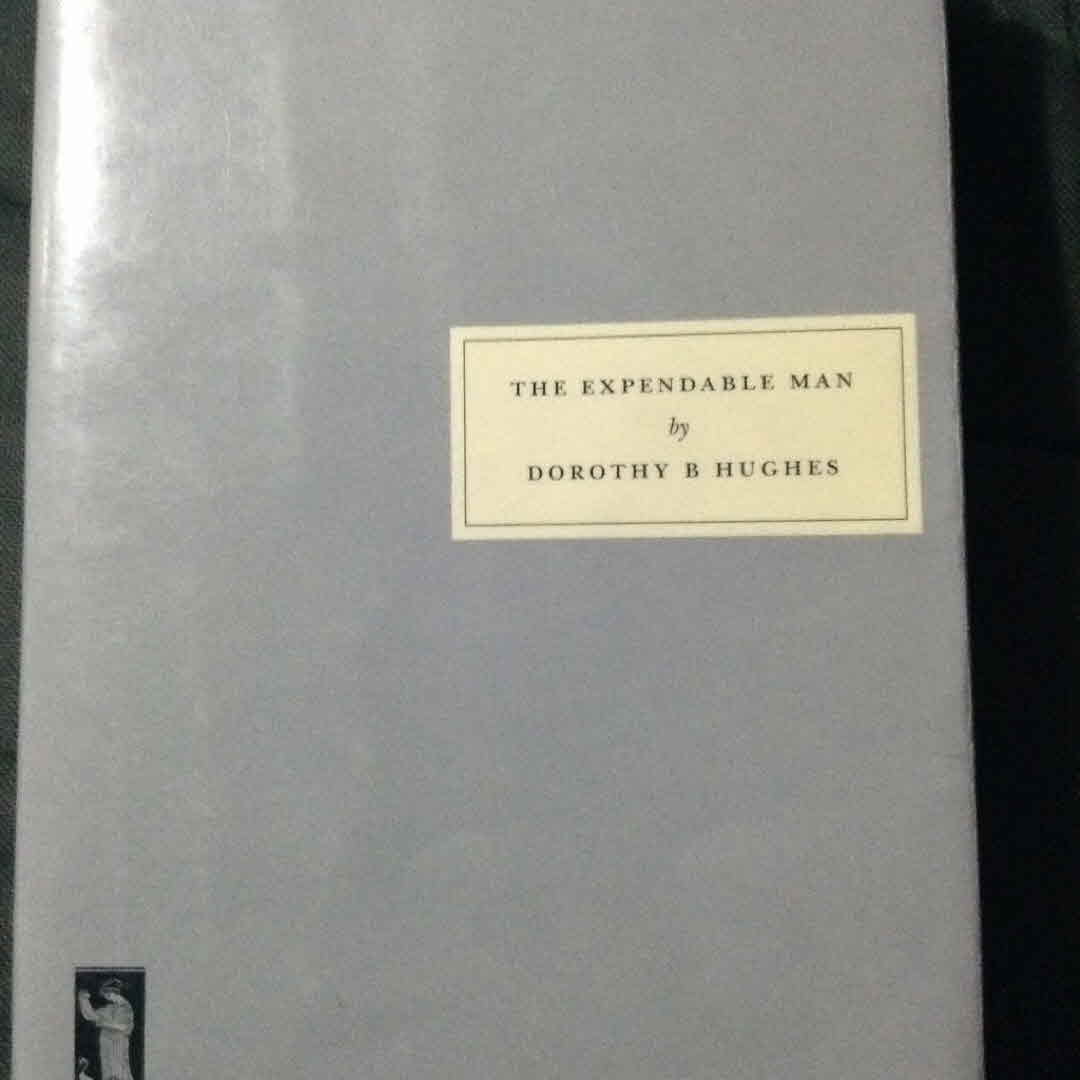 THE EXPENDABLE MAN
by
DOROTHY B HUGHES